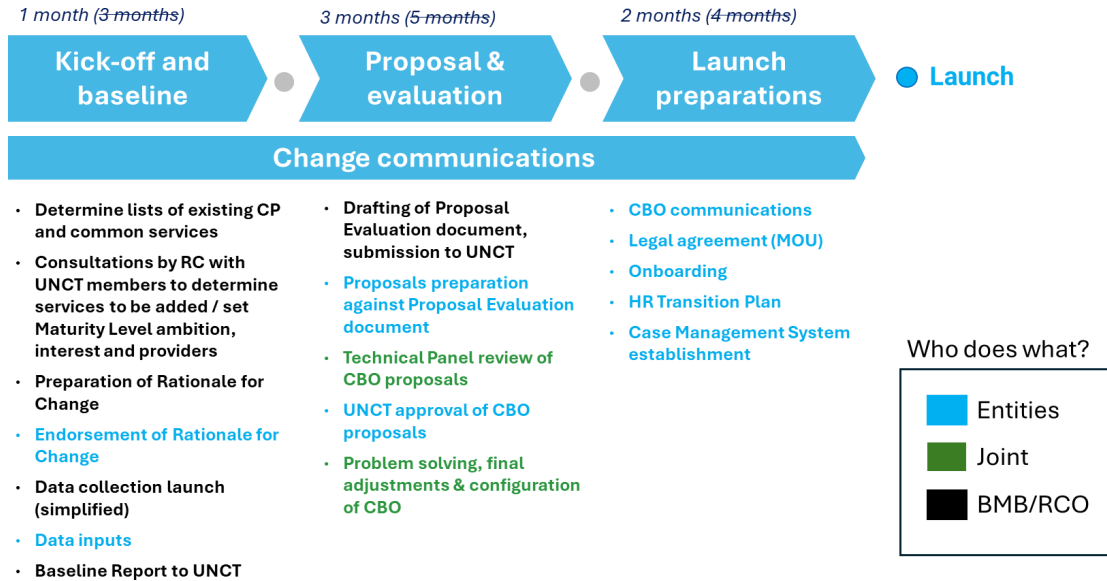 1 month (3 months)
3 months (5 months)
2 months (4 months)
Kick-off and
baseline
Proposal &
evaluation
Launch
preparations
Launch
Change communications
• Determine lists of existing CP
and common services
• Consultations by RC with
UNCT members to determine
services to be added / set
Maturity Level ambition,
interest and providers
• Preparation of Rationale for
Change
• Endorsement of Rationale for
Change
• Data collection launch
(simplified)
• Data inputs
• Baseline Report to UNCT
• Drafting of Proposal
Evaluation document,
submission to UNCT
• Proposals preparation
against Proposal Evaluation
document
• Technical Panel review of
CBO proposals
• UNCT approval of CBO
proposals
• Problem solving, final
adjustments & configuration
of CBO
• CBO communications
• Legal agreement (MOU)
• Onboarding
• HR Transition Plan
• Case Management System
establishment
Who does what?
Entities
Joint
BMB/RCO